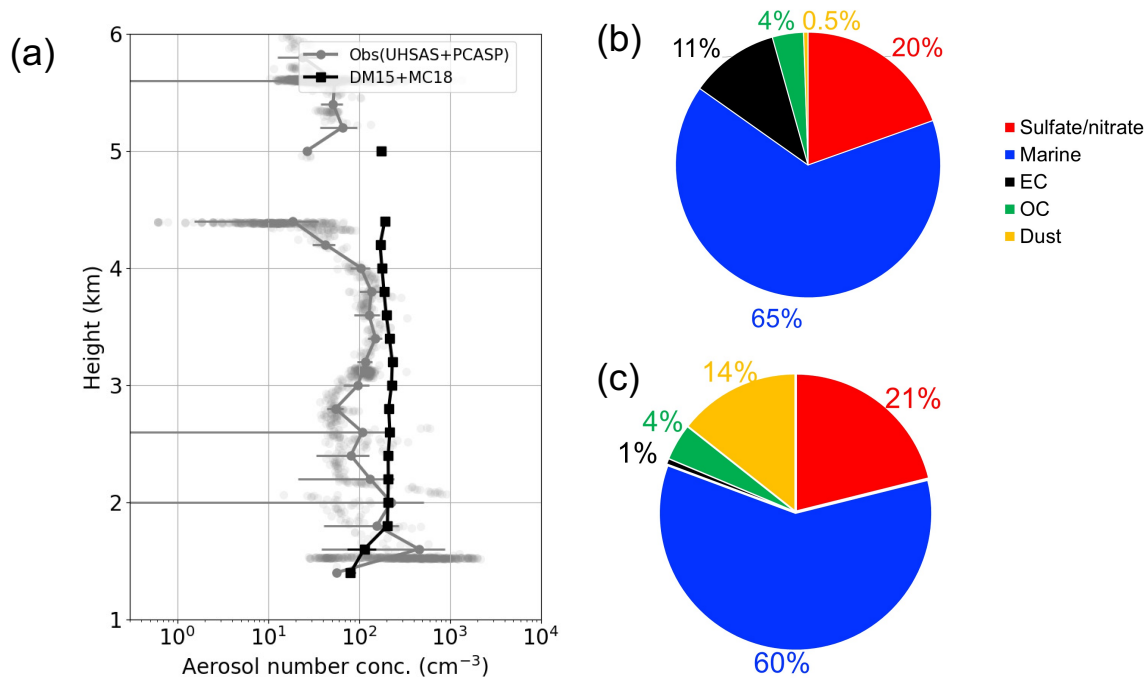 (a)
6
5
4
3
2
1
Height (km)
Obs(UHSAS+PCASP)
DM15+MC18
10⁰
10¹
10²
10³
10⁴
Aerosol number conc. (cm⁻³)
(b)
4%
0.5%
11%
20%
65%
Sulfate/nitrate
Marine
EC
OC
Dust
(c)
14%
21%
4%
1%
60%